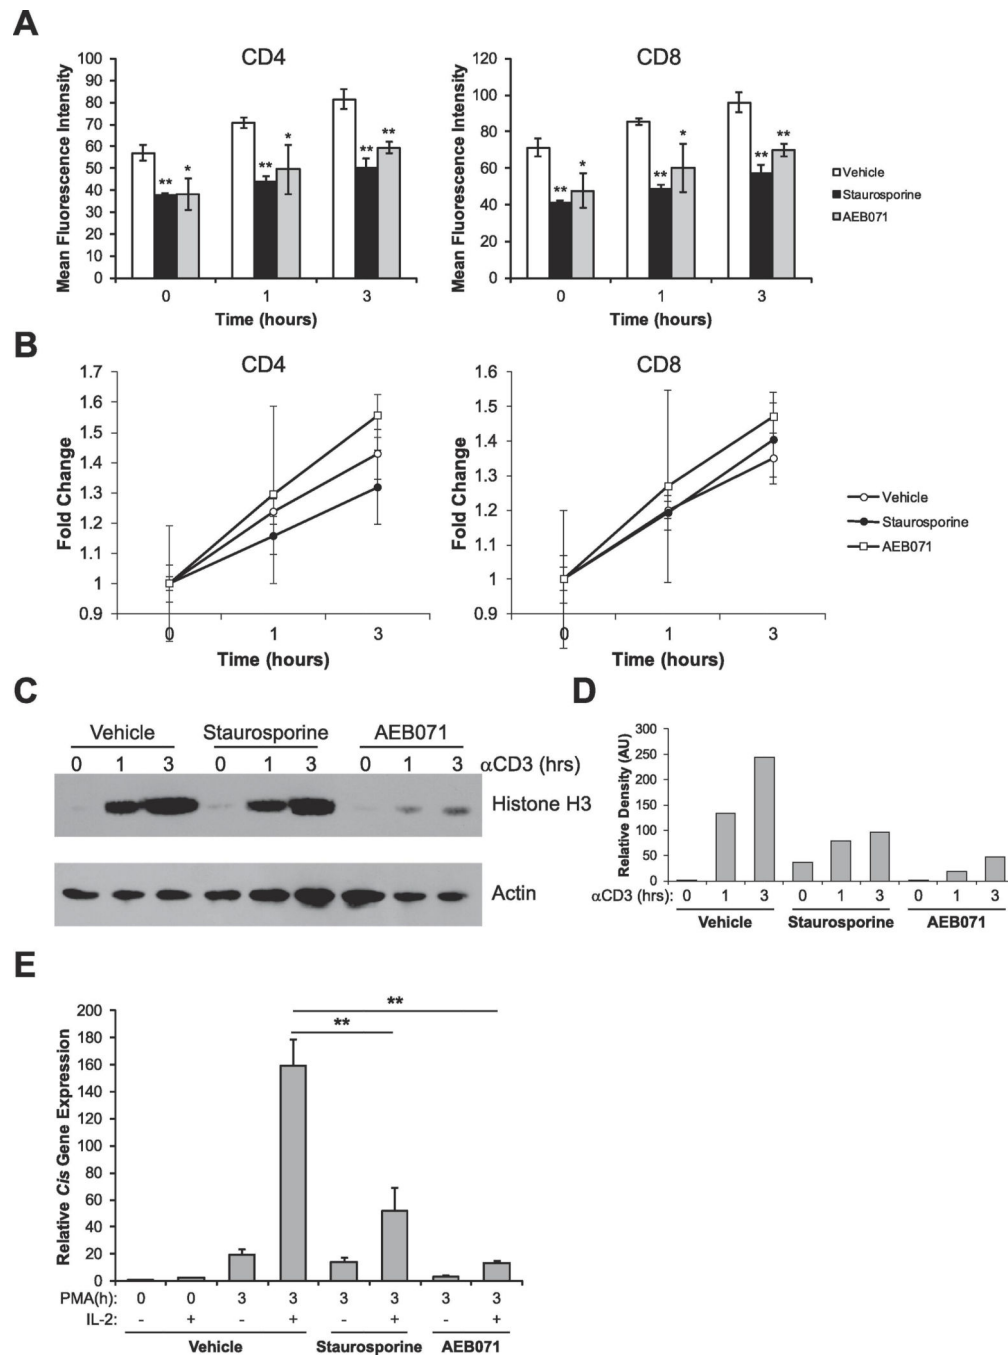 A
CD4
Mean Fluorescence Intensity
100
90
80
70
60
50
40
30
20
10
0
** *
** *
** **
0 1 3
Time (hours)
CD8
Mean Fluorescence Intensity
120
100
80
60
40
20
0
** *
** *
** **
0 1 3
Time (hours)
Vehicle
Staurosporine
AEB071
B
CD4
Fold Change
1.7
1.6
1.5
1.4
1.3
1.2
1.1
1
0.9
0 1 3
Time (hours)
CD8
Fold Change
1.6
1.5
1.4
1.3
1.2
1.1
1
0.9
0 1 3
Time (hours)
Vehicle
Staurosporine
AEB071
C
Vehicle Staurosporine AEB071
0 1 3 0 1 3 0 1 3 αCD3 (hrs)
Histone H3
Actin
D
Relative Density (AU)
300
250
200
150
100
50
0
αCD3 (hrs): 0 1 3 0 1 3 0 1 3
Vehicle Staurosporine AEB071
E
Relative Cis Gene Expression
200
180
160
140
120
100
80
60
40
20
0
**
**
PMA(h): 0 0 3 3 3 3 3 3
IL-2: - + - + - + - +
Vehicle Staurosporine AEB071